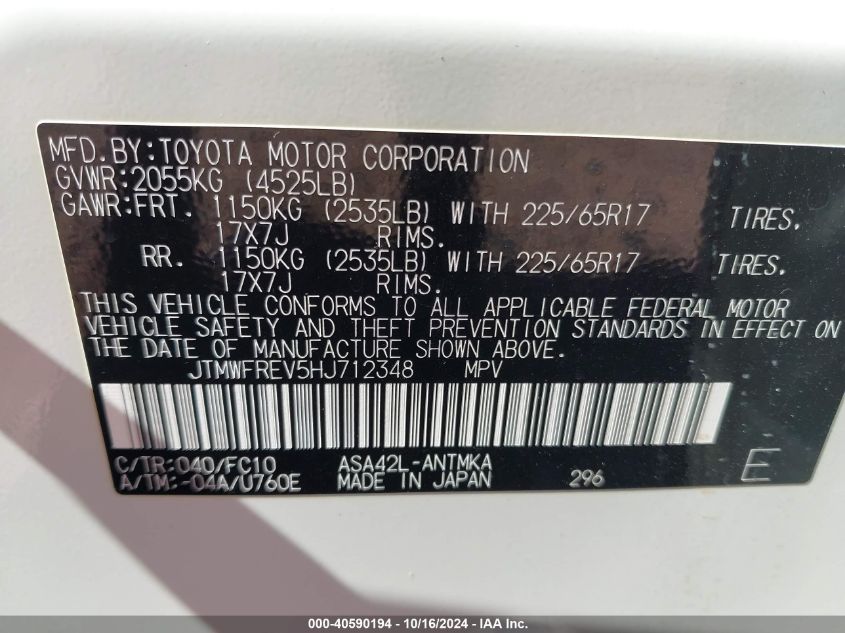 MFD.BY:TOYOTA MOTOR CORPORATION
GVWR:2055KG (4525LB)
GAWR:FRT. 1150KG (2535LB) WITH 225/65R17 TIRES.
17X7J RIMS.
RR. 1150KG (2535LB) WITH 225/65R17 TIRES.
17X7J RIMS.
THIS VEHICLE CONFORMS TO ALL APPLICABLE FEDERAL MOTOR
VEHICLE SAFETY AND THEFT PREVENTION STANDARDS IN EFFECT ON
THE DATE OF MANUFACTURE SHOWN ABOVE.
JTMWFREV5HJ712348 MPV
C/TR:040/FC10 ASA42L-ANTMKA
A/TM:-04A/U760E MADE IN JAPAN 296 E
000-40590194 - 10/16/2024 - IAA Inc.